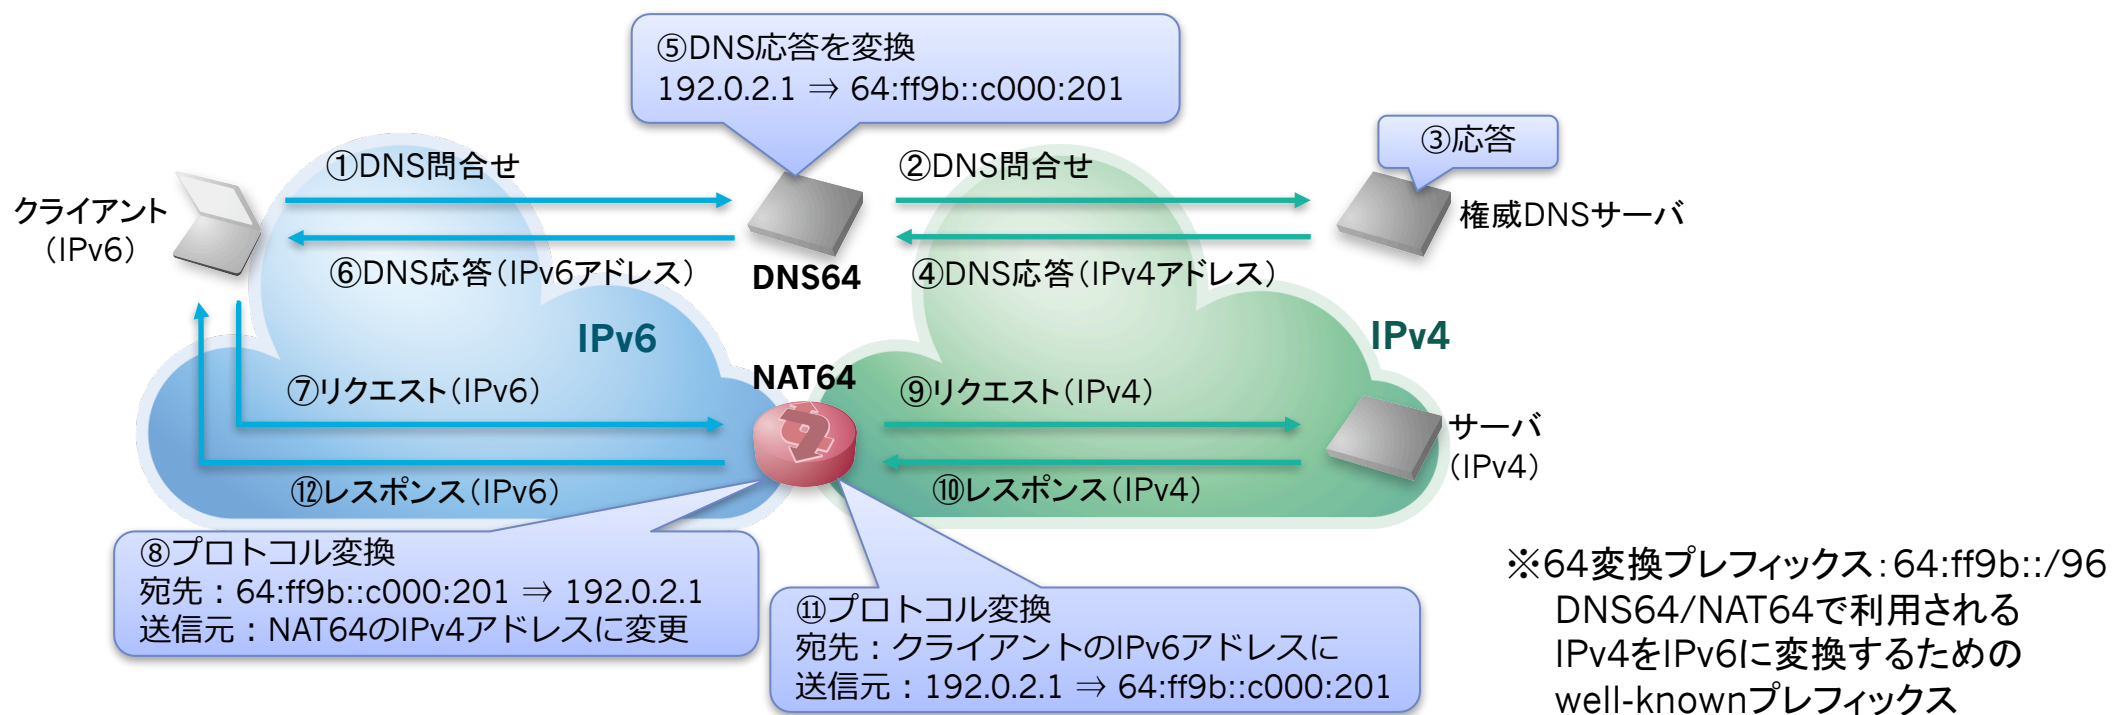 ⑤DNS応答を変換
192.0.2.1 ⇒ 64:ff9b::c000:201
③応答
①DNS問合せ
②DNS問合せ
クライアント
(IPv6)
権威DNSサーバ
⑥DNS応答(IPv6アドレス)
DNS64
④DNS応答(IPv4アドレス)
IPv6
IPv4
NAT64
⑦リクエスト(IPv6)
⑨リクエスト(IPv4)
サーバ
(IPv4)
⑫レスポンス(IPv6)
⑩レスポンス(IPv4)
⑧プロトコル変換
宛先：64:ff9b::c000:201 ⇒ 192.0.2.1
送信元：NAT64のIPv4アドレスに変更
⑪プロトコル変換
宛先：クライアントのIPv6アドレスに
送信元：192.0.2.1 ⇒ 64:ff9b::c000:201
※64変換プレフィックス：64:ff9b::/96
DNS64/NAT64で利用される
IPv4をIPv6に変換するための
well-knownプレフィックス